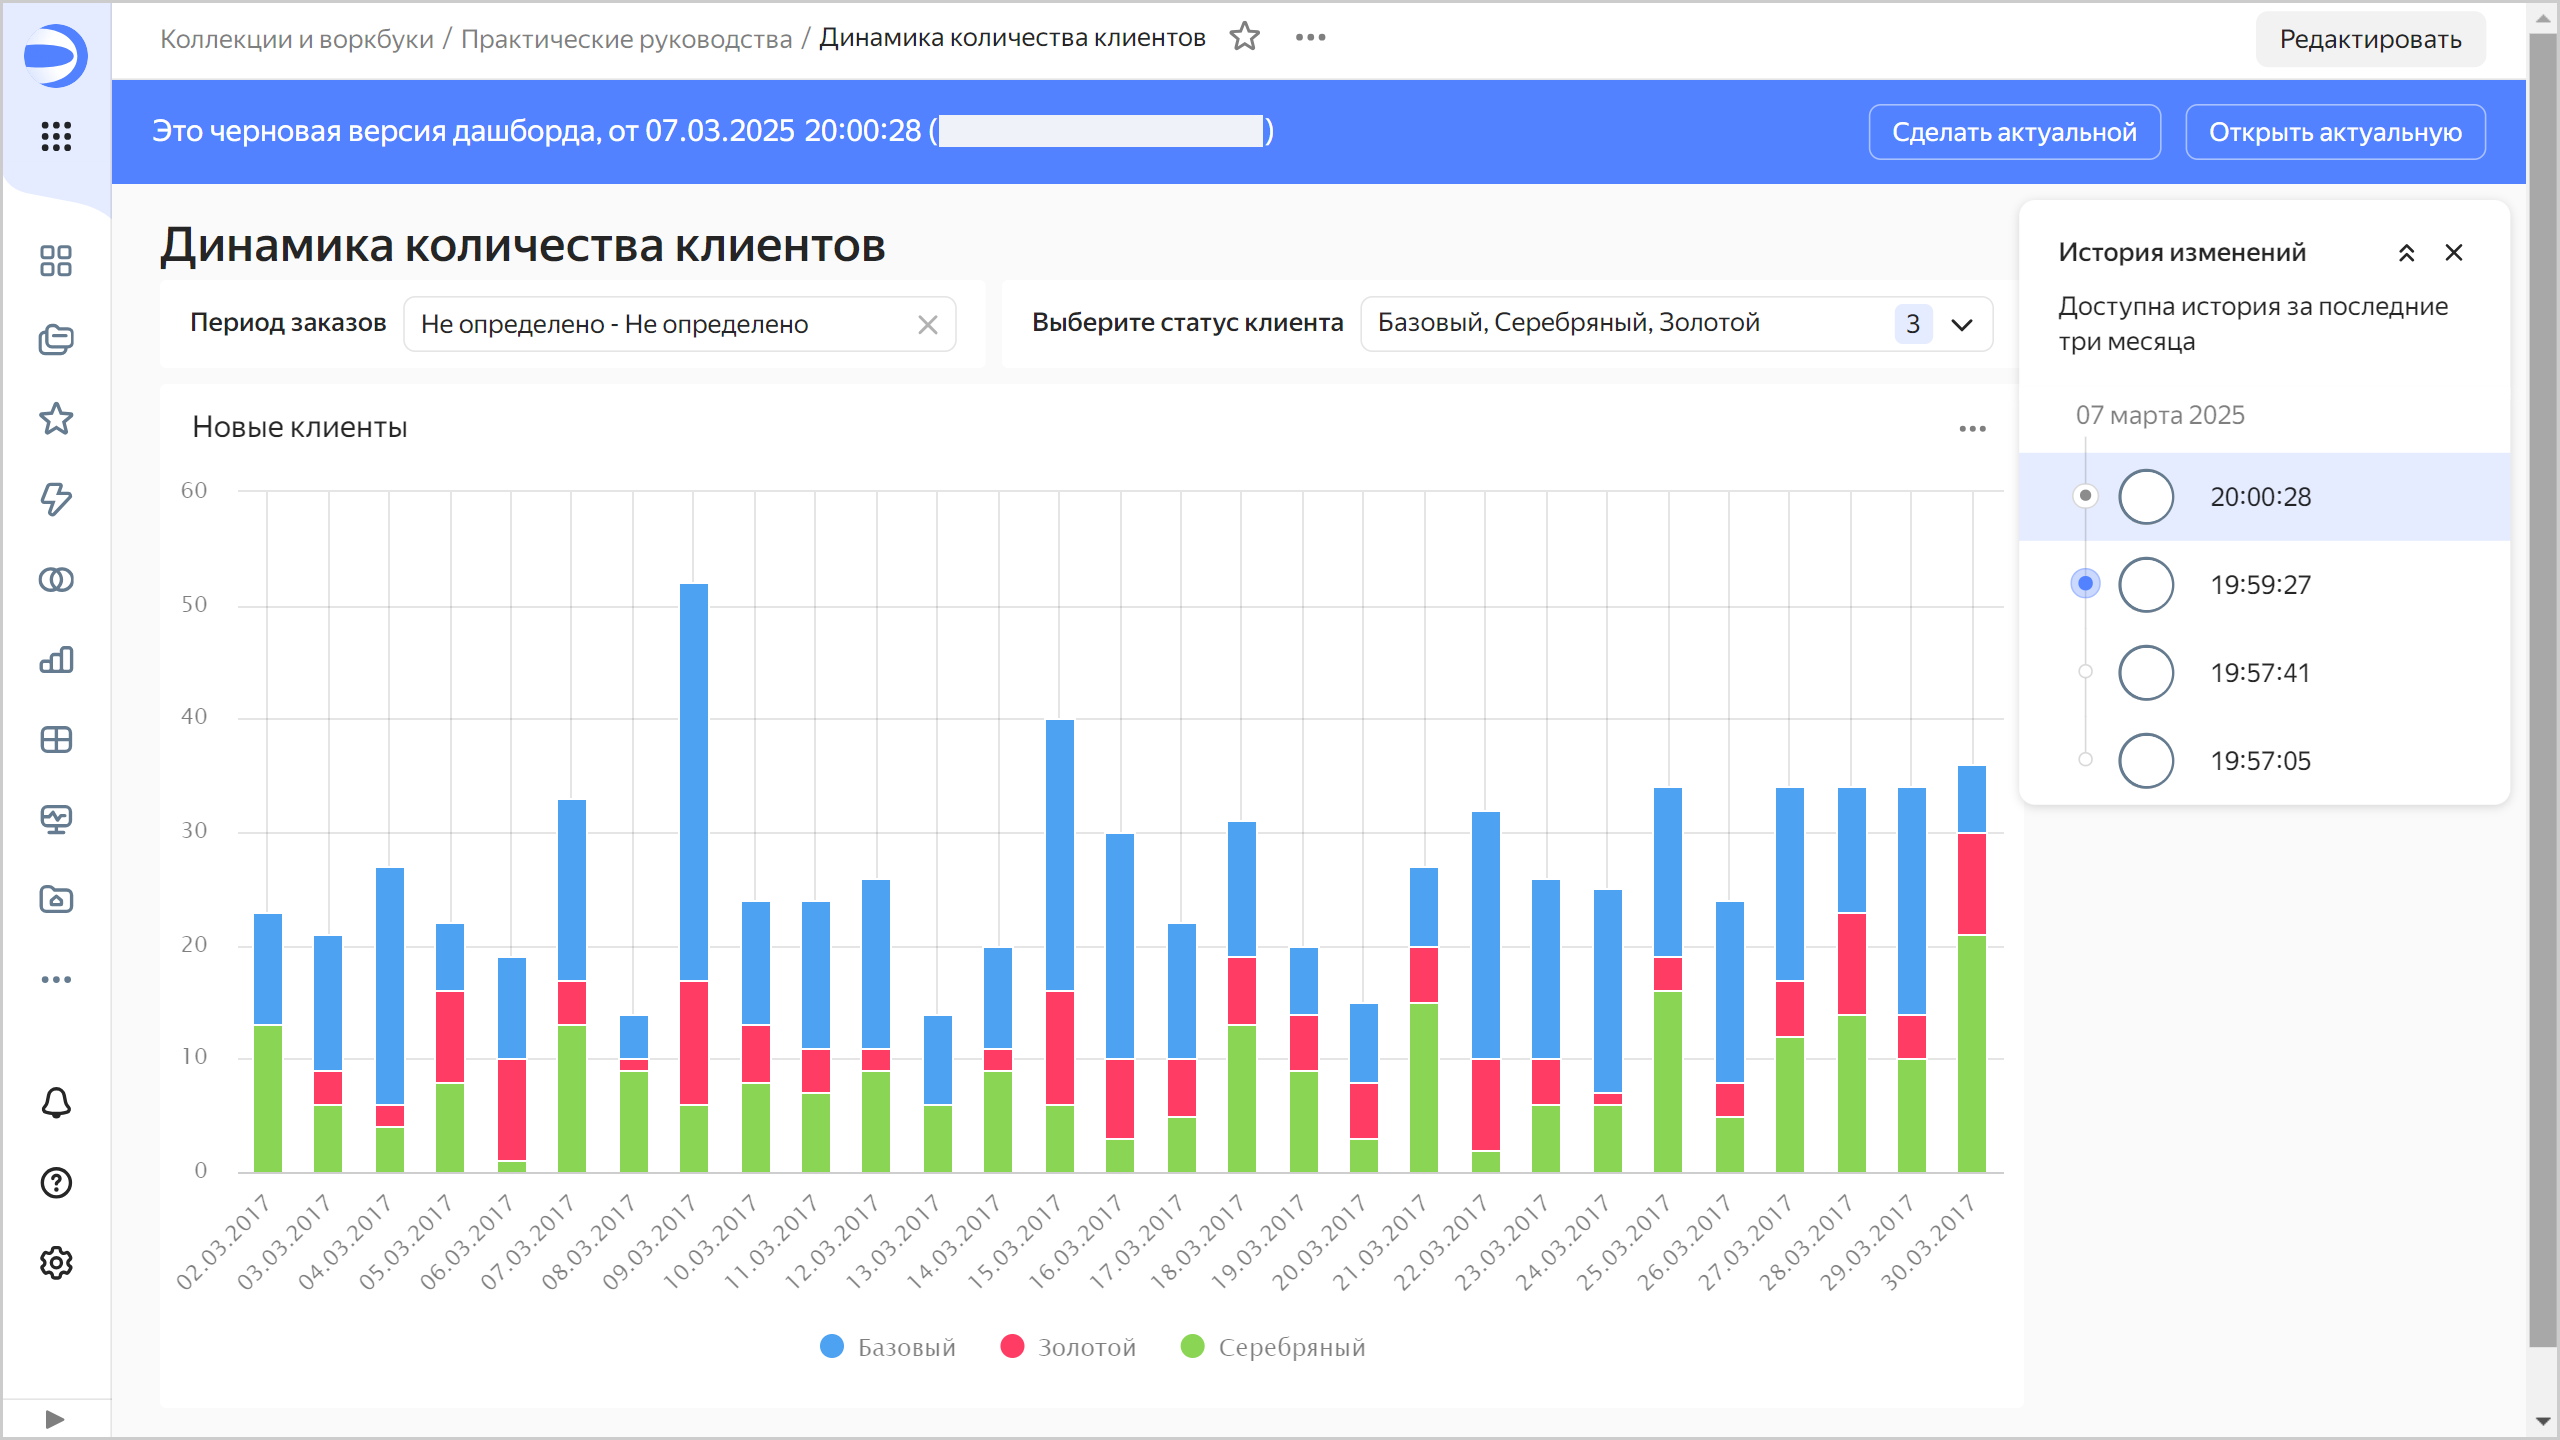 Коллекции и воркбуки / Практические руководства / Динамика количества клиентов
Редактировать
Это черновая версия дашборда, от 07.03.2025 20:00:28 ( )
Сделать актуальной
Открыть актуальную
Динамика количества клиентов
Период заказов
Не определено - Не определено
Выберите статус клиента
Базовый, Серебряный, Золотой
3
История изменений
Доступна история за последние
три месяца
07 марта 2025
20:00:28
19:59:27
19:57:41
19:57:05
Новые клиенты
60
50
40
30
20
10
0
02.03.2017
03.03.2017
04.03.2017
05.03.2017
06.03.2017
07.03.2017
08.03.2017
09.03.2017
10.03.2017
11.03.2017
12.03.2017
13.03.2017
14.03.2017
15.03.2017
16.03.2017
17.03.2017
18.03.2017
19.03.2017
20.03.2017
21.03.2017
22.03.2017
23.03.2017
24.03.2017
25.03.2017
26.03.2017
27.03.2017
28.03.2017
29.03.2017
30.03.2017
Базовый
Золотой
Серебряный